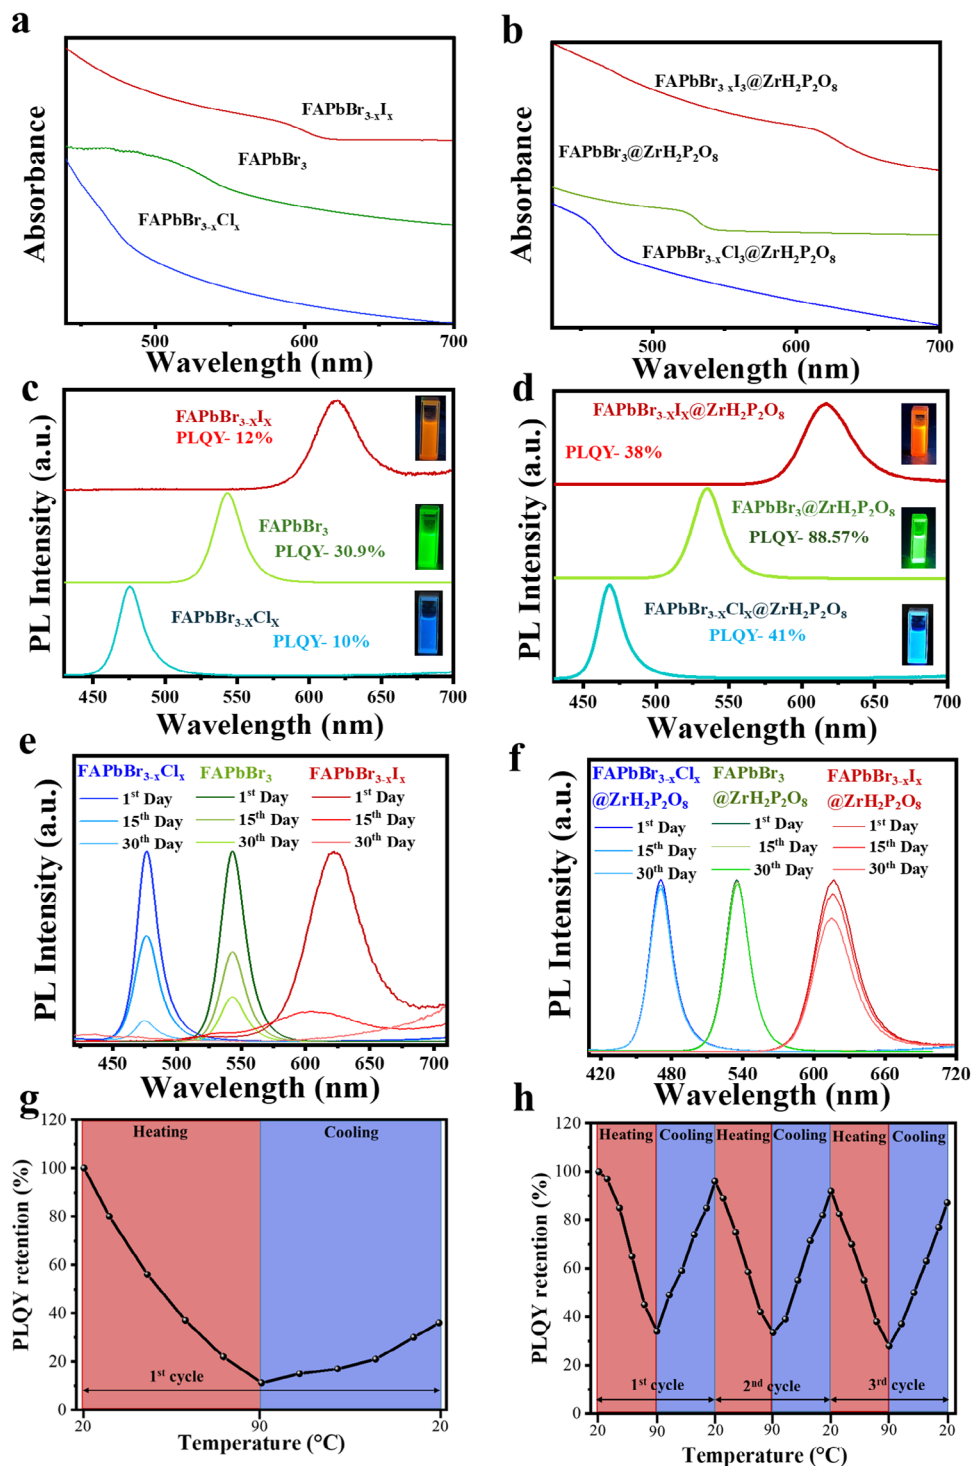 a
Absorbance
FAPbBr3-xIx
FAPbBr3
FAPbBr3-xClx
500 600 700
Wavelength (nm)
b
Absorbance
FAPbBr3-xI3@ZrH2P2O8
FAPbBr3@ZrH2P2O8
FAPbBr3-xCl3@ZrH2P2O8
500 600 700
Wavelength (nm)
c
PL Intensity (a.u.)
FAPbBr3-XIX
PLQY- 12%
FAPbBr3
PLQY- 30.9%
FAPbBr3-XClX
PLQY- 10%
450 500 550 600 650 700
Wavelength (nm)
d
PL Intensity (a.u.)
FAPbBr3-XIX@ZrH2P2O8
PLQY- 38%
FAPbBr3@ZrH2P2O8
PLQY- 88.57%
FAPbBr3-XClX@ZrH2P2O8
PLQY- 41%
450 500 550 600 650 700
Wavelength (nm)
e
PL Intensity (a.u.)
FAPbBr3-xClx FAPbBr3 FAPbBr3-xIx
1st Day 1st Day 1st Day
15th Day 15th Day 15th Day
30th Day 30th Day 30th Day
450 500 550 600 650 700
Wavelength (nm)
f
PL Intensity (a.u.)
FAPbBr3-xClx FAPbBr3 FAPbBr3-xIx
@ZrH2P2O8 @ZrH2P2O8 @ZrH2P2O8
1st Day 1st Day 1st Day
15th Day 15th Day 15th Day
30th Day 30th Day 30th Day
420 480 540 600 660 720
Wavelength (nm)
g
PLQY retention (%)
120
100
80
60
40
20
0
Heating Cooling
1st cycle
20 90 20
Temperature (°C)
h
PLQY retention (%)
120
100
80
60
40
20
0
Heating Cooling Heating Cooling Heating Cooling
1st cycle 2nd cycle 3rd cycle
20 90 20 90 20 90 20
Temperature (°C)